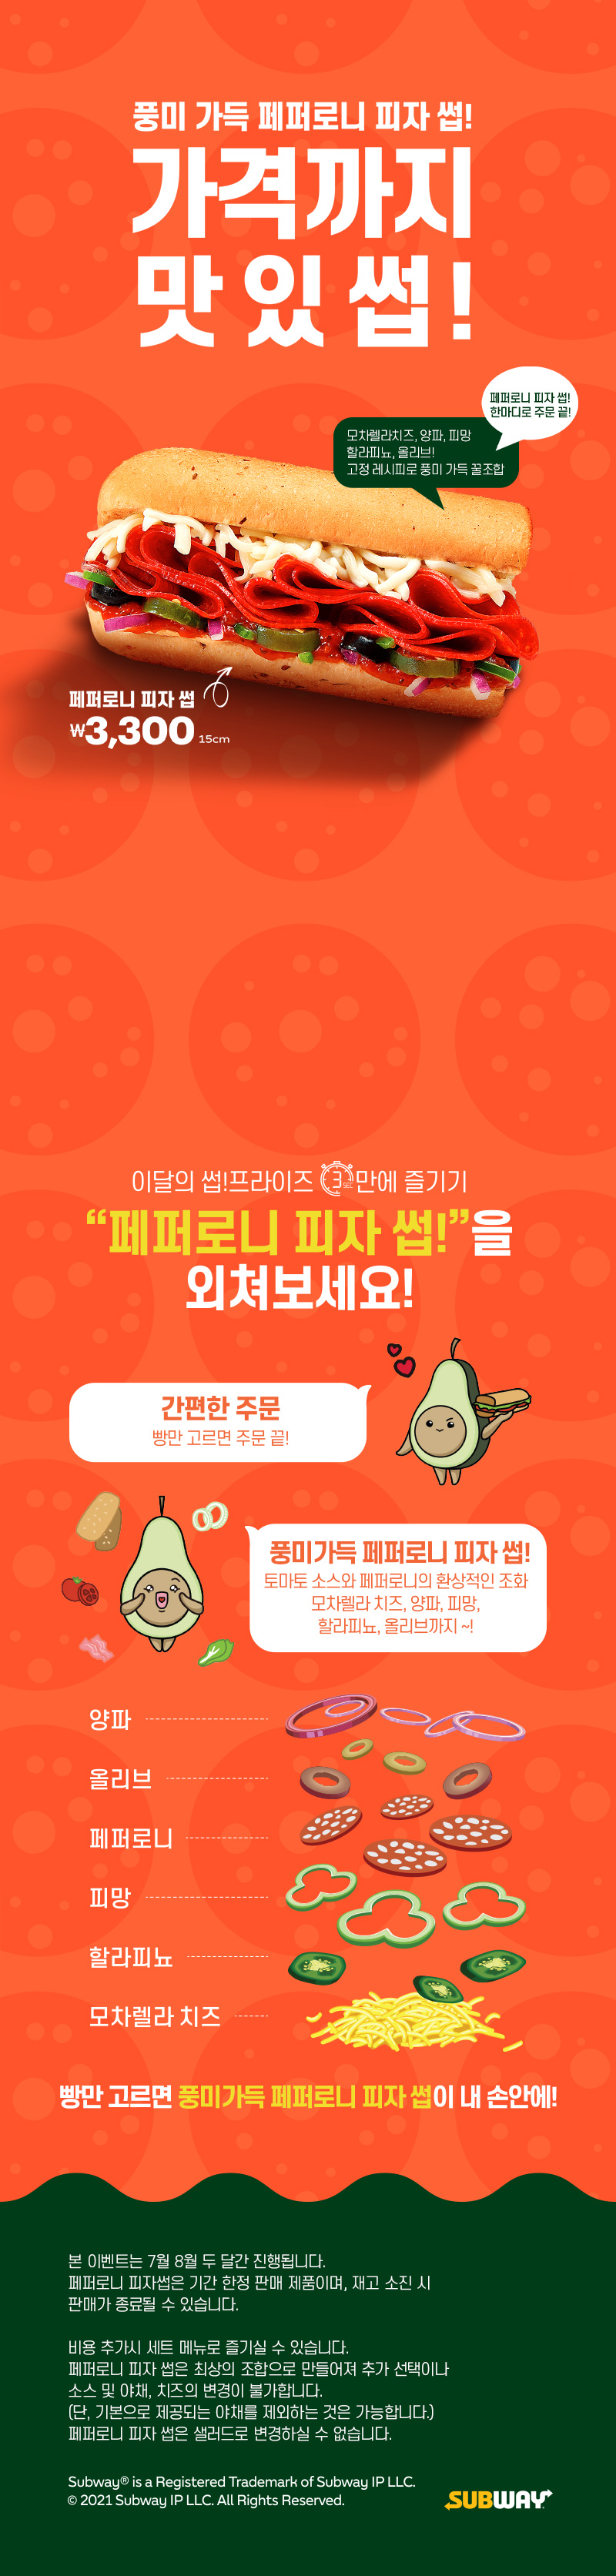 풍미 가득 페퍼로니 피자 썹!
가격까지
맛있썹!
페퍼로니 피자 썹!
한마디로 주문 끝!
모차렐라치즈, 양파, 피망
할라피뇨, 올리브!
고정 레시피로 풍미 가득 꿀조합
페퍼로니 피자 썹
₩3,300 15cm
이달의 썹!프라이즈 3SEC 만에 즐기기
“페퍼로니 피자 썹!”을
외쳐보세요!
간편한 주문
빵만 고르면 주문 끝!
풍미가득 페퍼로니 피자 썹!
토마토 소스와 페퍼로니의 환상적인 조화
모차렐라 치즈, 양파, 피망,
할라피뇨, 올리브까지 ~!
양파
올리브
페퍼로니
피망
할라피뇨
모차렐라 치즈
빵만 고르면 풍미가득 페퍼로니 피자 썹이 내 손안에!
본 이벤트는 7월 8월 두 달간 진행됩니다.
페퍼로니 피자썹은 기간 한정 판매 제품이며, 재고 소진 시
판매가 종료될 수 있습니다.
비용 추가시 세트 메뉴로 즐기실 수 있습니다.
페퍼로니 피자 썹은 최상의 조합으로 만들어져 추가 선택이나
소스 및 야채, 치즈의 변경이 불가합니다.
(단, 기본으로 제공되는 야채를 제외하는 것은 가능합니다.)
페퍼로니 피자 썹은 샐러드로 변경하실 수 없습니다.
Subway® is a Registered Trademark of Subway IP LLC.
© 2021 Subway IP LLC. All Rights Reserved.
SUBWAY